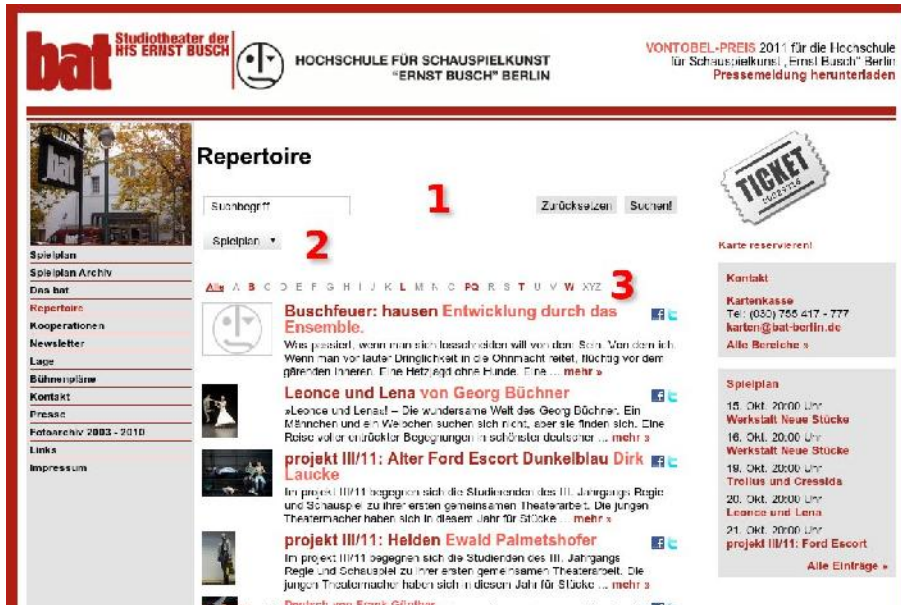 bat Studiotheater der
HfS ERNST
BUSCH
HOCHSCHULE FÜR SCHAUSPIELKUNST
"ERNST BUSCH" BERLIN
VONTOBEL-PREIS 2011 für die Hochschule
für Schauspielkunst „Ernst Busch" Berlin
Pressemeldung herunterladen
bat
Repertoire
1
Suchbegriff
Zurücksetzen Suchen!
2
Spielplan
Alle A B C D E F G H I J K L M N O PQ R S T U V W XYZ
3
Spielplan
Spielplan Archiv
Das bat
Repertoire
Kooperationen
Newsletter
Lage
Bühnenpläne
Kontakt
Presse
Fotoarchiv 2003 - 2010
Links
Impressum
Buschfeuer: hausen Entwicklung durch das
Ensemble.
Was passiert, wenn man sich lossschneiden will von dem Sein. Von dem ich.
Wenn man vor lauter Dringlichkeit in die Ohnmacht reitet, flüchtig vor dem
gärenden Inneren. Eine Hetzjagd ohne Hunde. Eine ... mehr »
Leonce und Lena von Georg Büchner
»Leonce und Lena«! – Die wundersame Welt des Georg Büchner. Ein
Männchen und ein Weibchen suchen sich nicht, aber sie finden sich. Eine
Reise voller entrückter Begegnungen in schönster deutscher ... mehr »
projekt III/11: Alter Ford Escort Dunkelblau Dirk
Laucke
Im projekt III/11 begegnen sich die Studierenden des III. Jahrgangs Regie
und Schauspiel zu ihrer ersten gemeinsamen Theaterarbeit. Die jungen
Theatermacher haben sich in diesem Jahr für Stücke ... mehr »
projekt III/11: Helden Ewald Palmetshofer
Im projekt III/11 begegnen sich die Studierenden des III. Jahrgangs
Regie und Schauspiel zu ihrer ersten gemeinsamen Theaterarbeit. Die
jungen Theatermacher haben sich in diesem Jahr für Stücke ... mehr »
Deutsch von Frank Günther
TICKET
Karte reservieren!
Kontakt
Kartenkasse
Tel: (030) 755 417 - 777
karten@bat-berlin.de
Alle Bereiche »
Spielplan
15. Okt. 20:00 Uhr
Werkstatt Neue Stücke
16. Okt. 20:00 Uhr
Werkstatt Neue Stücke
19. Okt. 20:00 Uhr
Troilus und Cressida
20. Okt. 20:00 Uhr
Leonce und Lena
21. Okt. 20:00 Uhr
projekt III/11: Ford Escort
Alle Einträge »